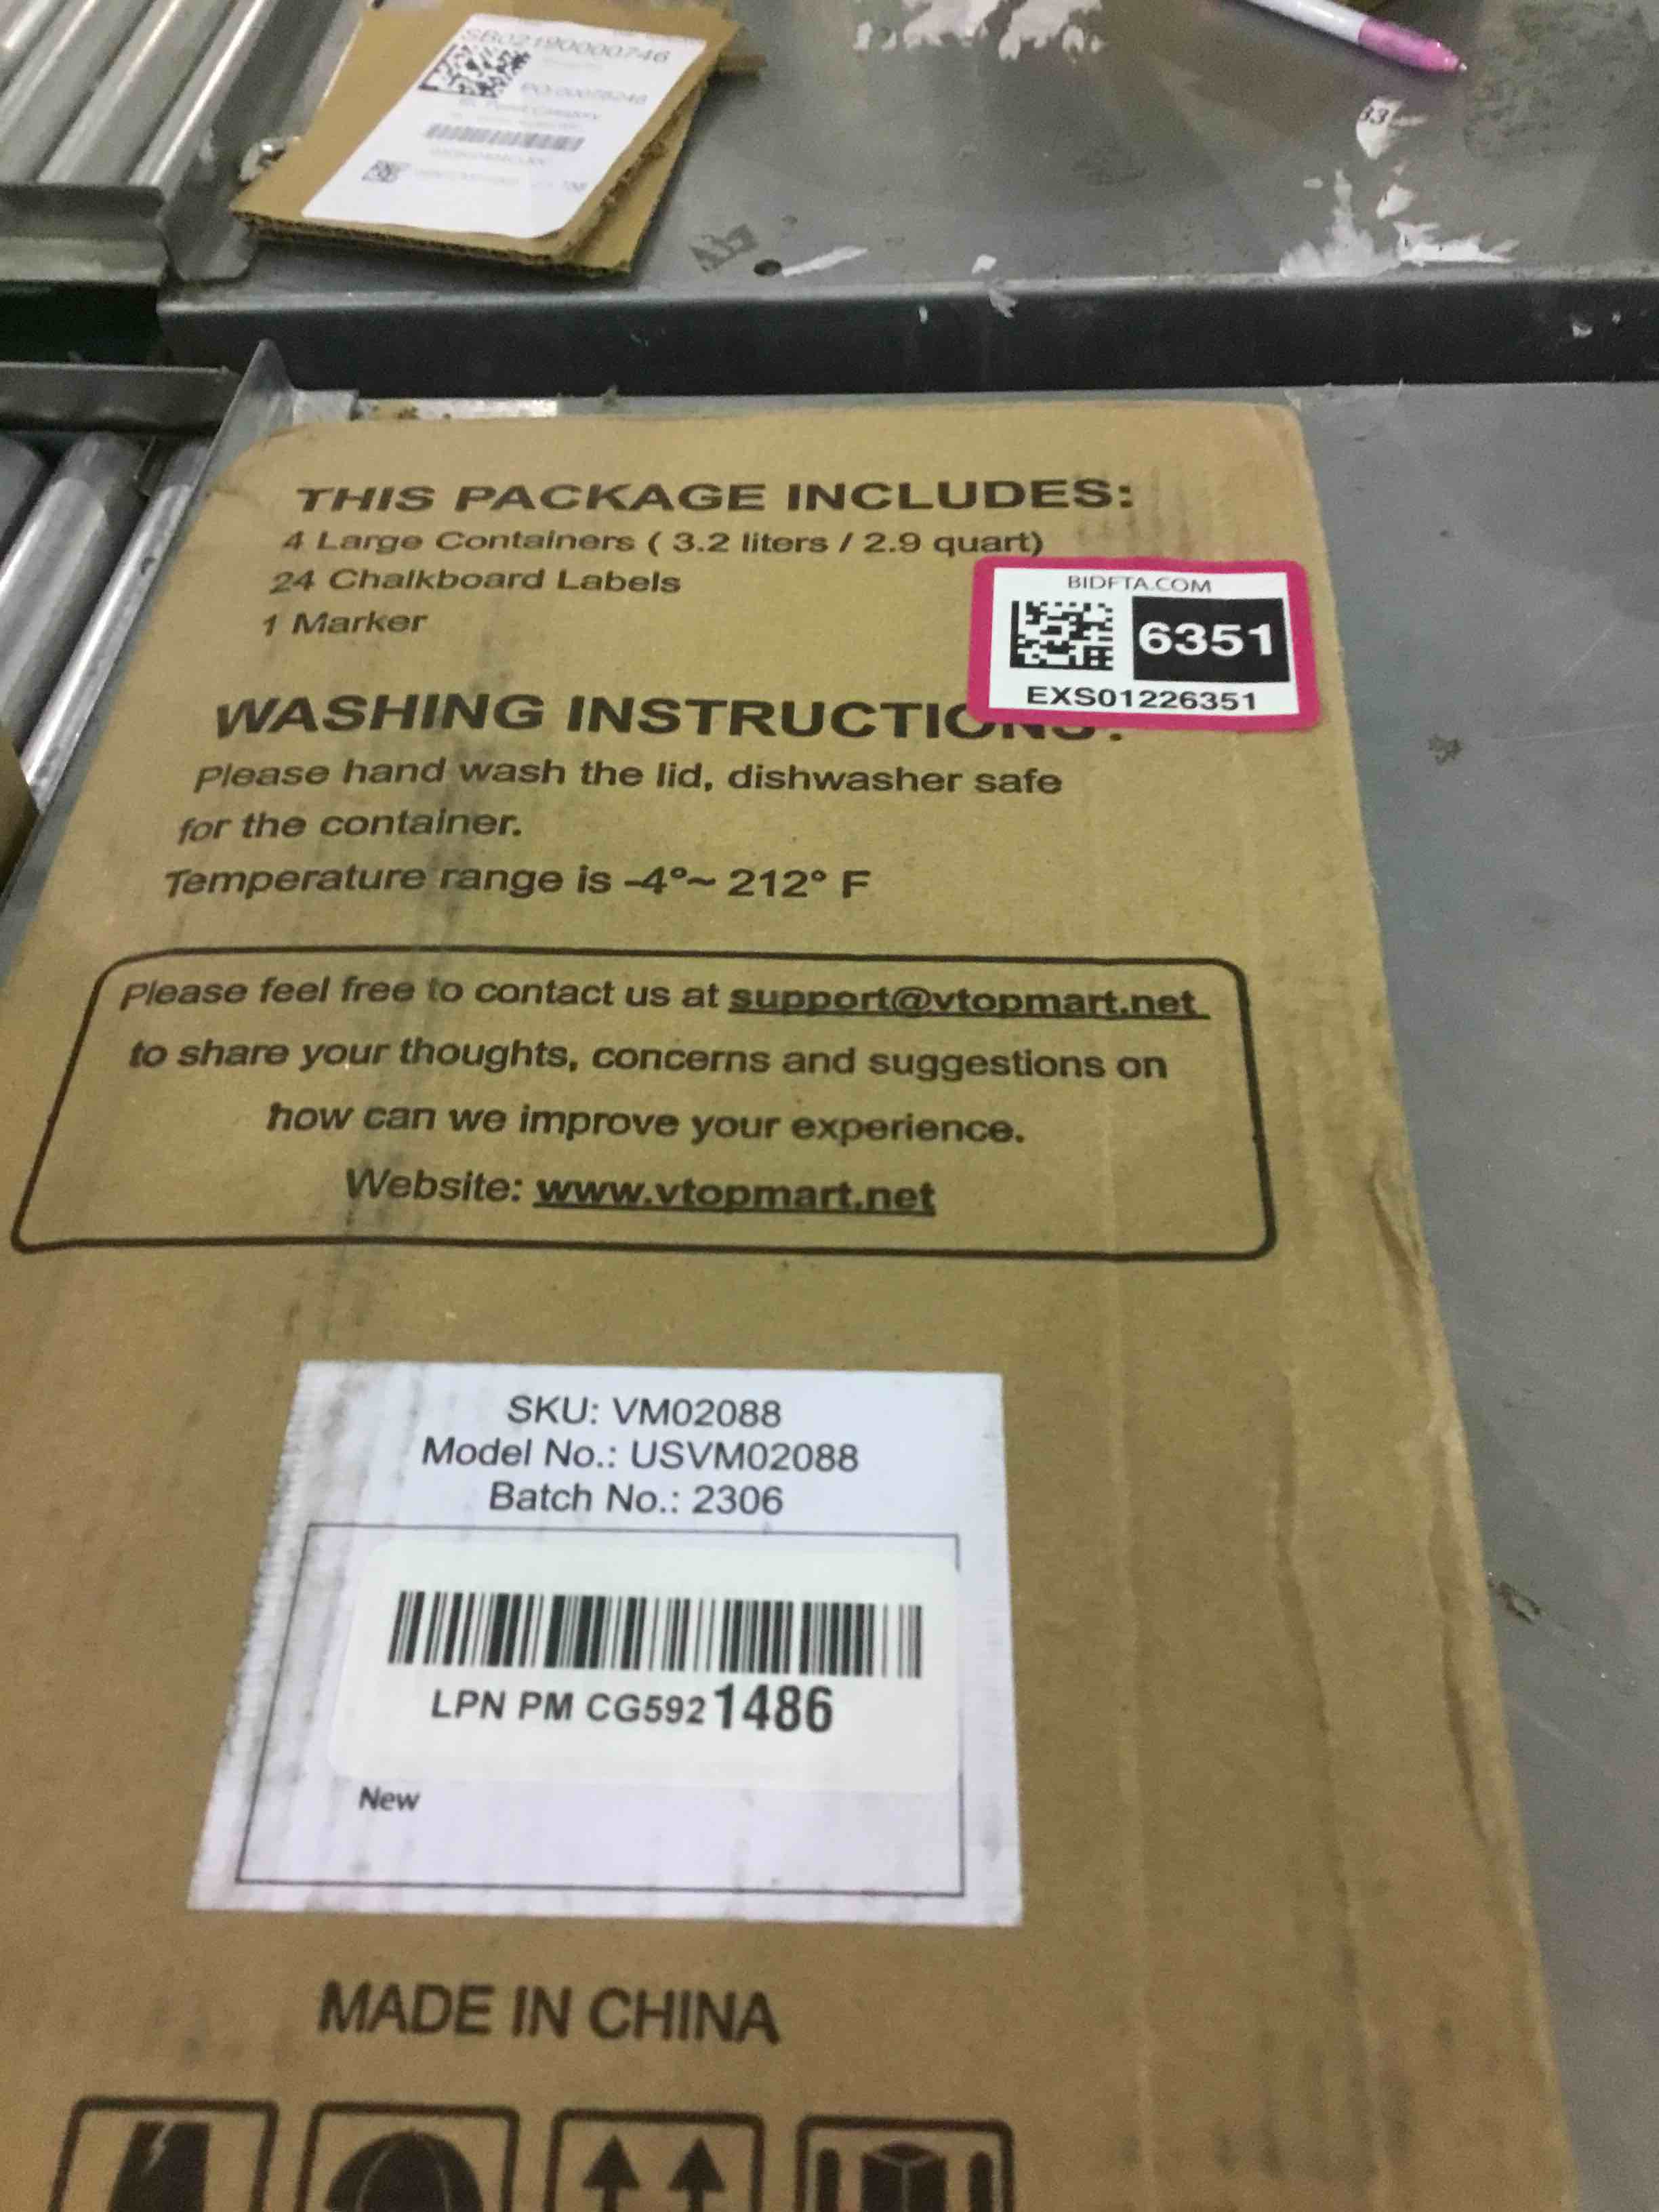 SB02190000746
THIS PACKAGE INCLUDES:
4 Large Containers ( 3.2 liters / 2.9 quart)
24 Chalkboard Labels
1 Marker
BIDFTA.COM
6351
EXS01226351
WASHING INSTRUCTIONS:
Please hand wash the lid, dishwasher safe
for the container.
Temperature range is -4°~ 212° F
Please feel free to contact us at support@vtopmart.net
to share your thoughts, concerns and suggestions on
how can we improve your experience.
Website: www.vtopmart.net
SKU: VM02088
Model No.: USVM02088
Batch No.: 2306
LPN PM CG5921486
New
MADE IN CHINA